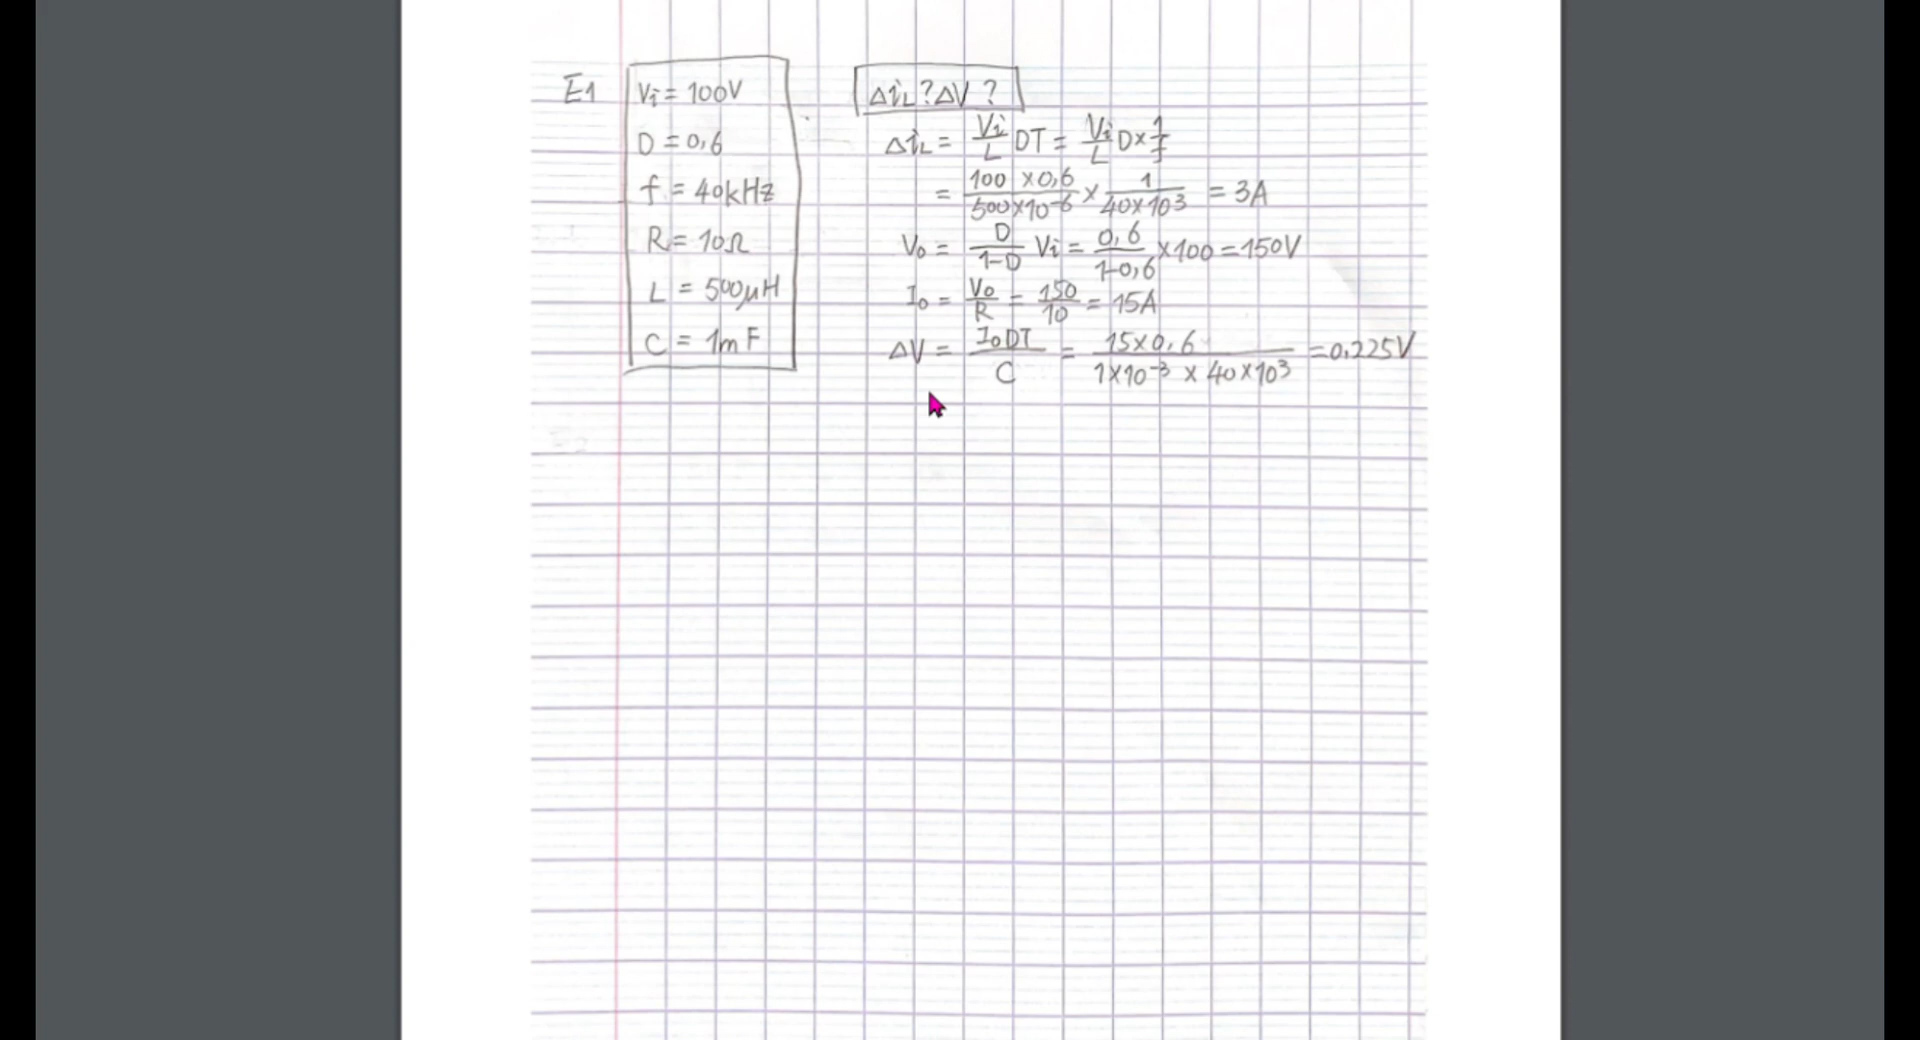 E1
Vi = 100V
D = 0,6
f = 40kHz
R = 10Ω
L = 500μH
C = 1mF
ΔiL ? ΔV ?
ΔiL = Vi/L DT = Vi/L D × 1/f
= (100 × 0,6)/(500×10⁻⁶) × 1/(40×10³) = 3A
Vo = D/(1-D) Vi = 0,6/(1-0,6) × 100 = 150V
Io = Vo/R = 150/10 = 15A
ΔV = IoDT/C = (15×0,6)/(1×10⁻³ × 40×10³) = 0,225V